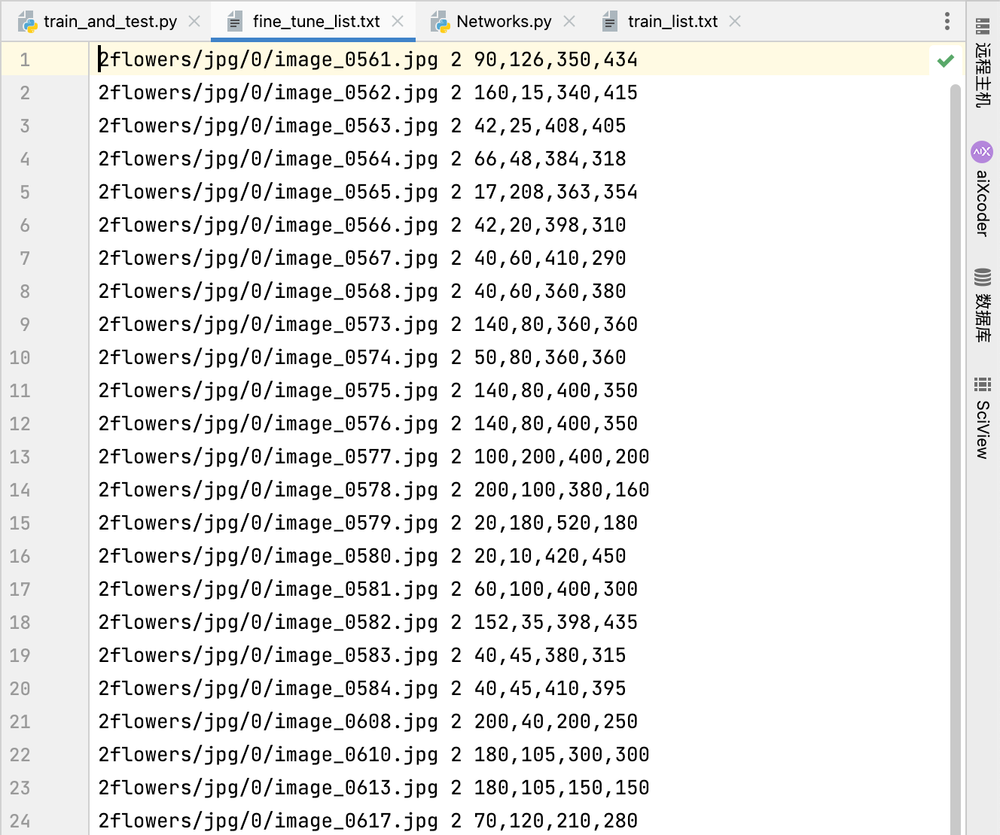 train_and_test.py
fine_tune_list.txt
Networks.py
train_list.txt
1 2flowers/jpg/0/image_0561.jpg 2 90,126,350,434
2 2flowers/jpg/0/image_0562.jpg 2 160,15,340,415
3 2flowers/jpg/0/image_0563.jpg 2 42,25,408,405
4 2flowers/jpg/0/image_0564.jpg 2 66,48,384,318
5 2flowers/jpg/0/image_0565.jpg 2 17,208,363,354
6 2flowers/jpg/0/image_0566.jpg 2 42,20,398,310
7 2flowers/jpg/0/image_0567.jpg 2 40,60,410,290
8 2flowers/jpg/0/image_0568.jpg 2 40,60,360,380
9 2flowers/jpg/0/image_0573.jpg 2 140,80,360,360
10 2flowers/jpg/0/image_0574.jpg 2 50,80,360,360
11 2flowers/jpg/0/image_0575.jpg 2 140,80,400,350
12 2flowers/jpg/0/image_0576.jpg 2 140,80,400,350
13 2flowers/jpg/0/image_0577.jpg 2 100,200,400,200
14 2flowers/jpg/0/image_0578.jpg 2 200,100,380,160
15 2flowers/jpg/0/image_0579.jpg 2 20,180,520,180
16 2flowers/jpg/0/image_0580.jpg 2 20,10,420,450
17 2flowers/jpg/0/image_0581.jpg 2 60,100,400,300
18 2flowers/jpg/0/image_0582.jpg 2 152,35,398,435
19 2flowers/jpg/0/image_0583.jpg 2 40,45,380,315
20 2flowers/jpg/0/image_0584.jpg 2 40,45,410,395
21 2flowers/jpg/0/image_0608.jpg 2 200,40,200,250
22 2flowers/jpg/0/image_0610.jpg 2 180,105,300,300
23 2flowers/jpg/0/image_0613.jpg 2 180,105,150,150
24 2flowers/jpg/0/image_0617.jpg 2 70,120,210,280
远程主机
aiX
aiXcoder
数据库
SciView